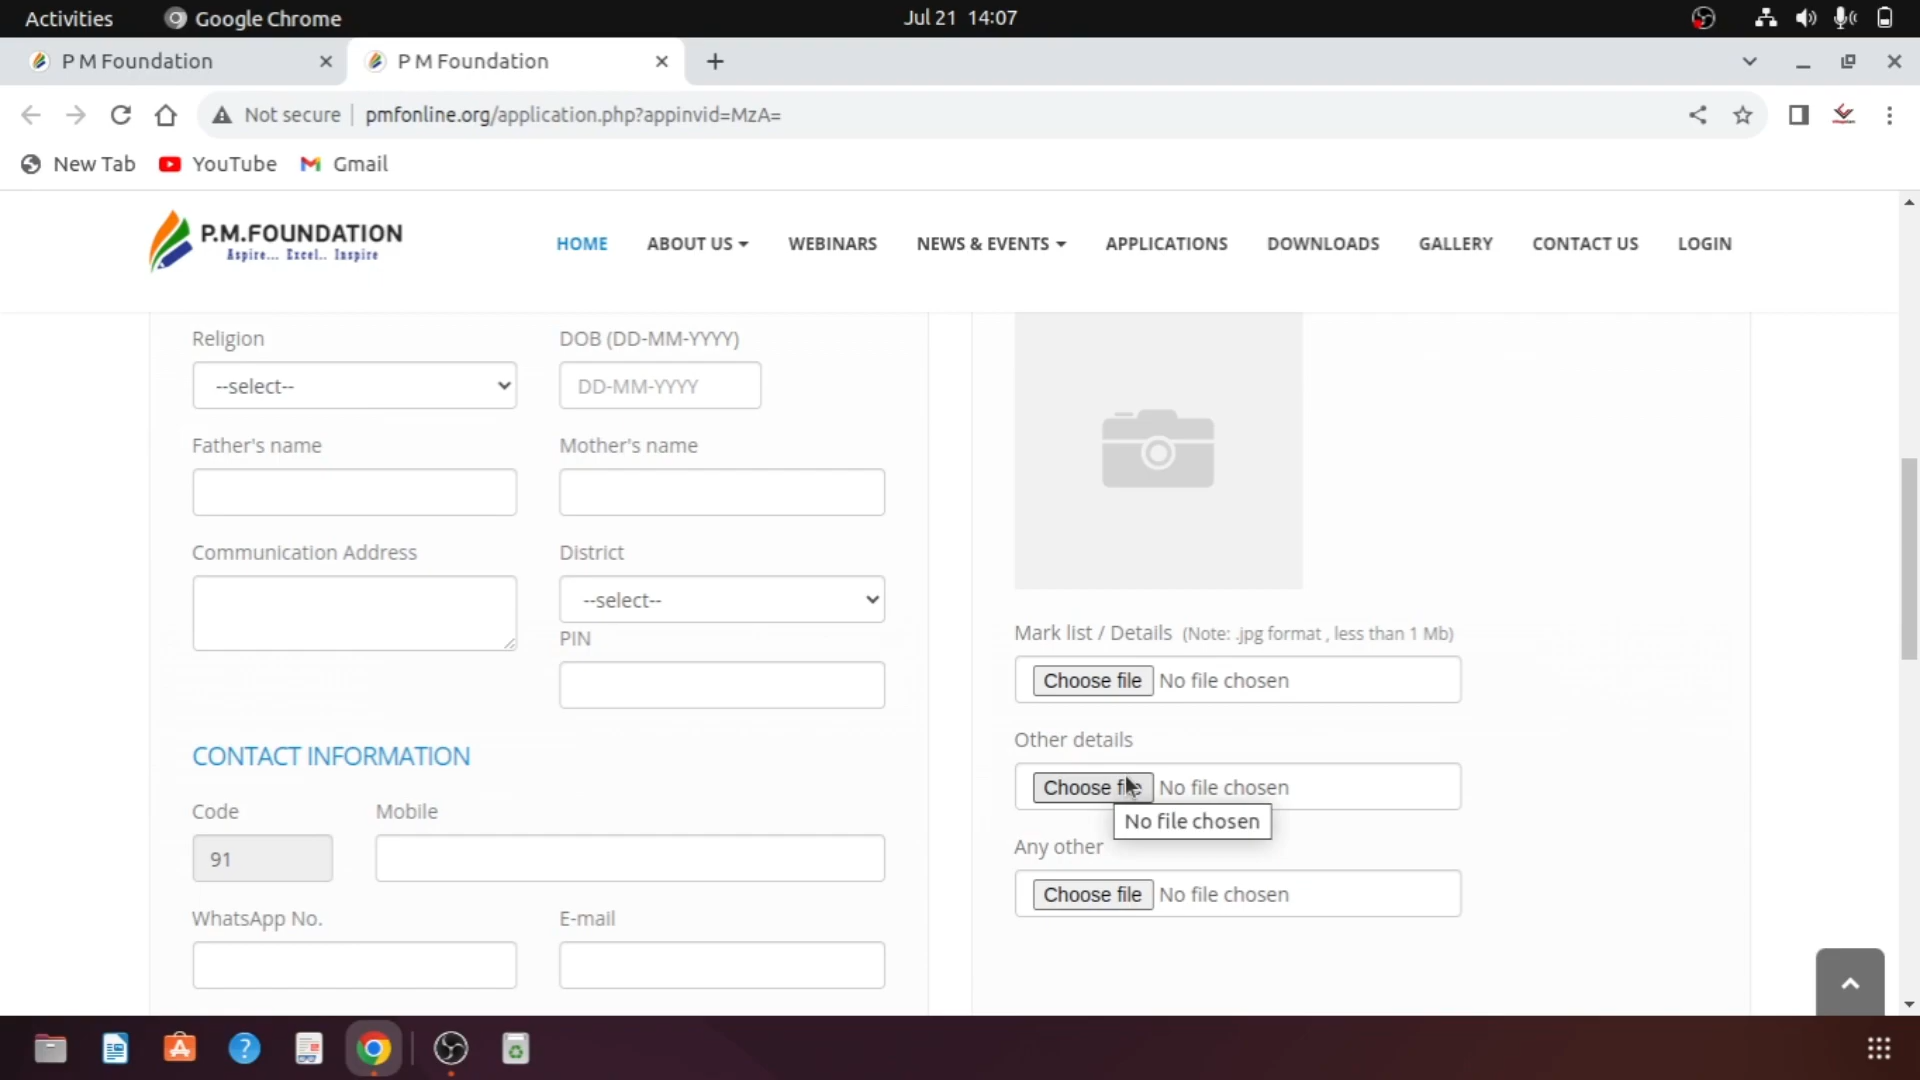 Activities
Google Chrome
Jul 21 14:07
P M Foundation
P M Foundation
Not secure
pmfonline.org/application.php?appinvid=MzA=
New Tab
YouTube
Gmail
P.M.FOUNDATION
Aspire... Excel.. Inspire
HOME
ABOUT US
WEBINARS
NEWS & EVENTS
APPLICATIONS
DOWNLOADS
GALLERY
CONTACT US
LOGIN
Religion
DOB (DD-MM-YYYY)
--select--
DD-MM-YYYY
Father's name
Mother's name
Communication Address
District
--select--
PIN
CONTACT INFORMATION
Code
Mobile
91
WhatsApp No.
E-mail
Mark list / Details (Note: .jpg format , less than 1 Mb)
Choose file No file chosen
Other details
Choose file No file chosen
No file chosen
Any other
Choose file No file chosen